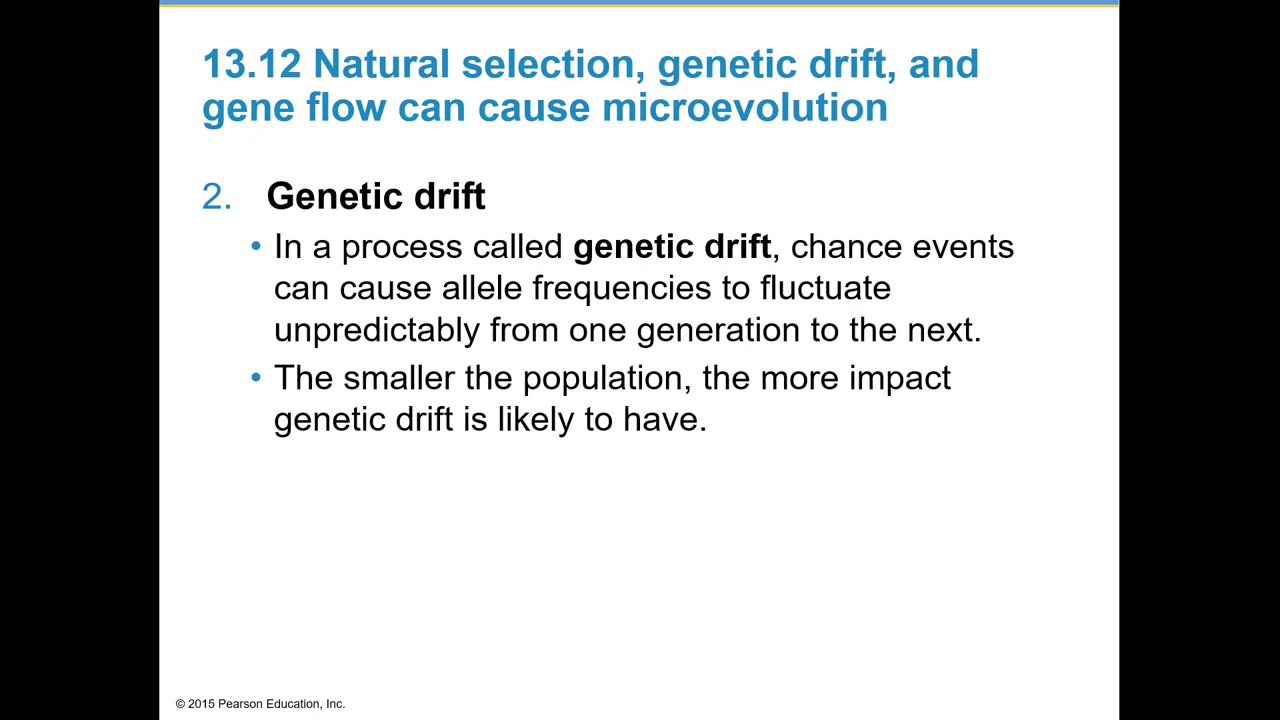 13.12 Natural selection, genetic drift, and
gene flow can cause microevolution
2. Genetic drift
• In a process called genetic drift, chance events
can cause allele frequencies to fluctuate
unpredictably from one generation to the next.
• The smaller the population, the more impact
genetic drift is likely to have.
© 2015 Pearson Education, Inc.